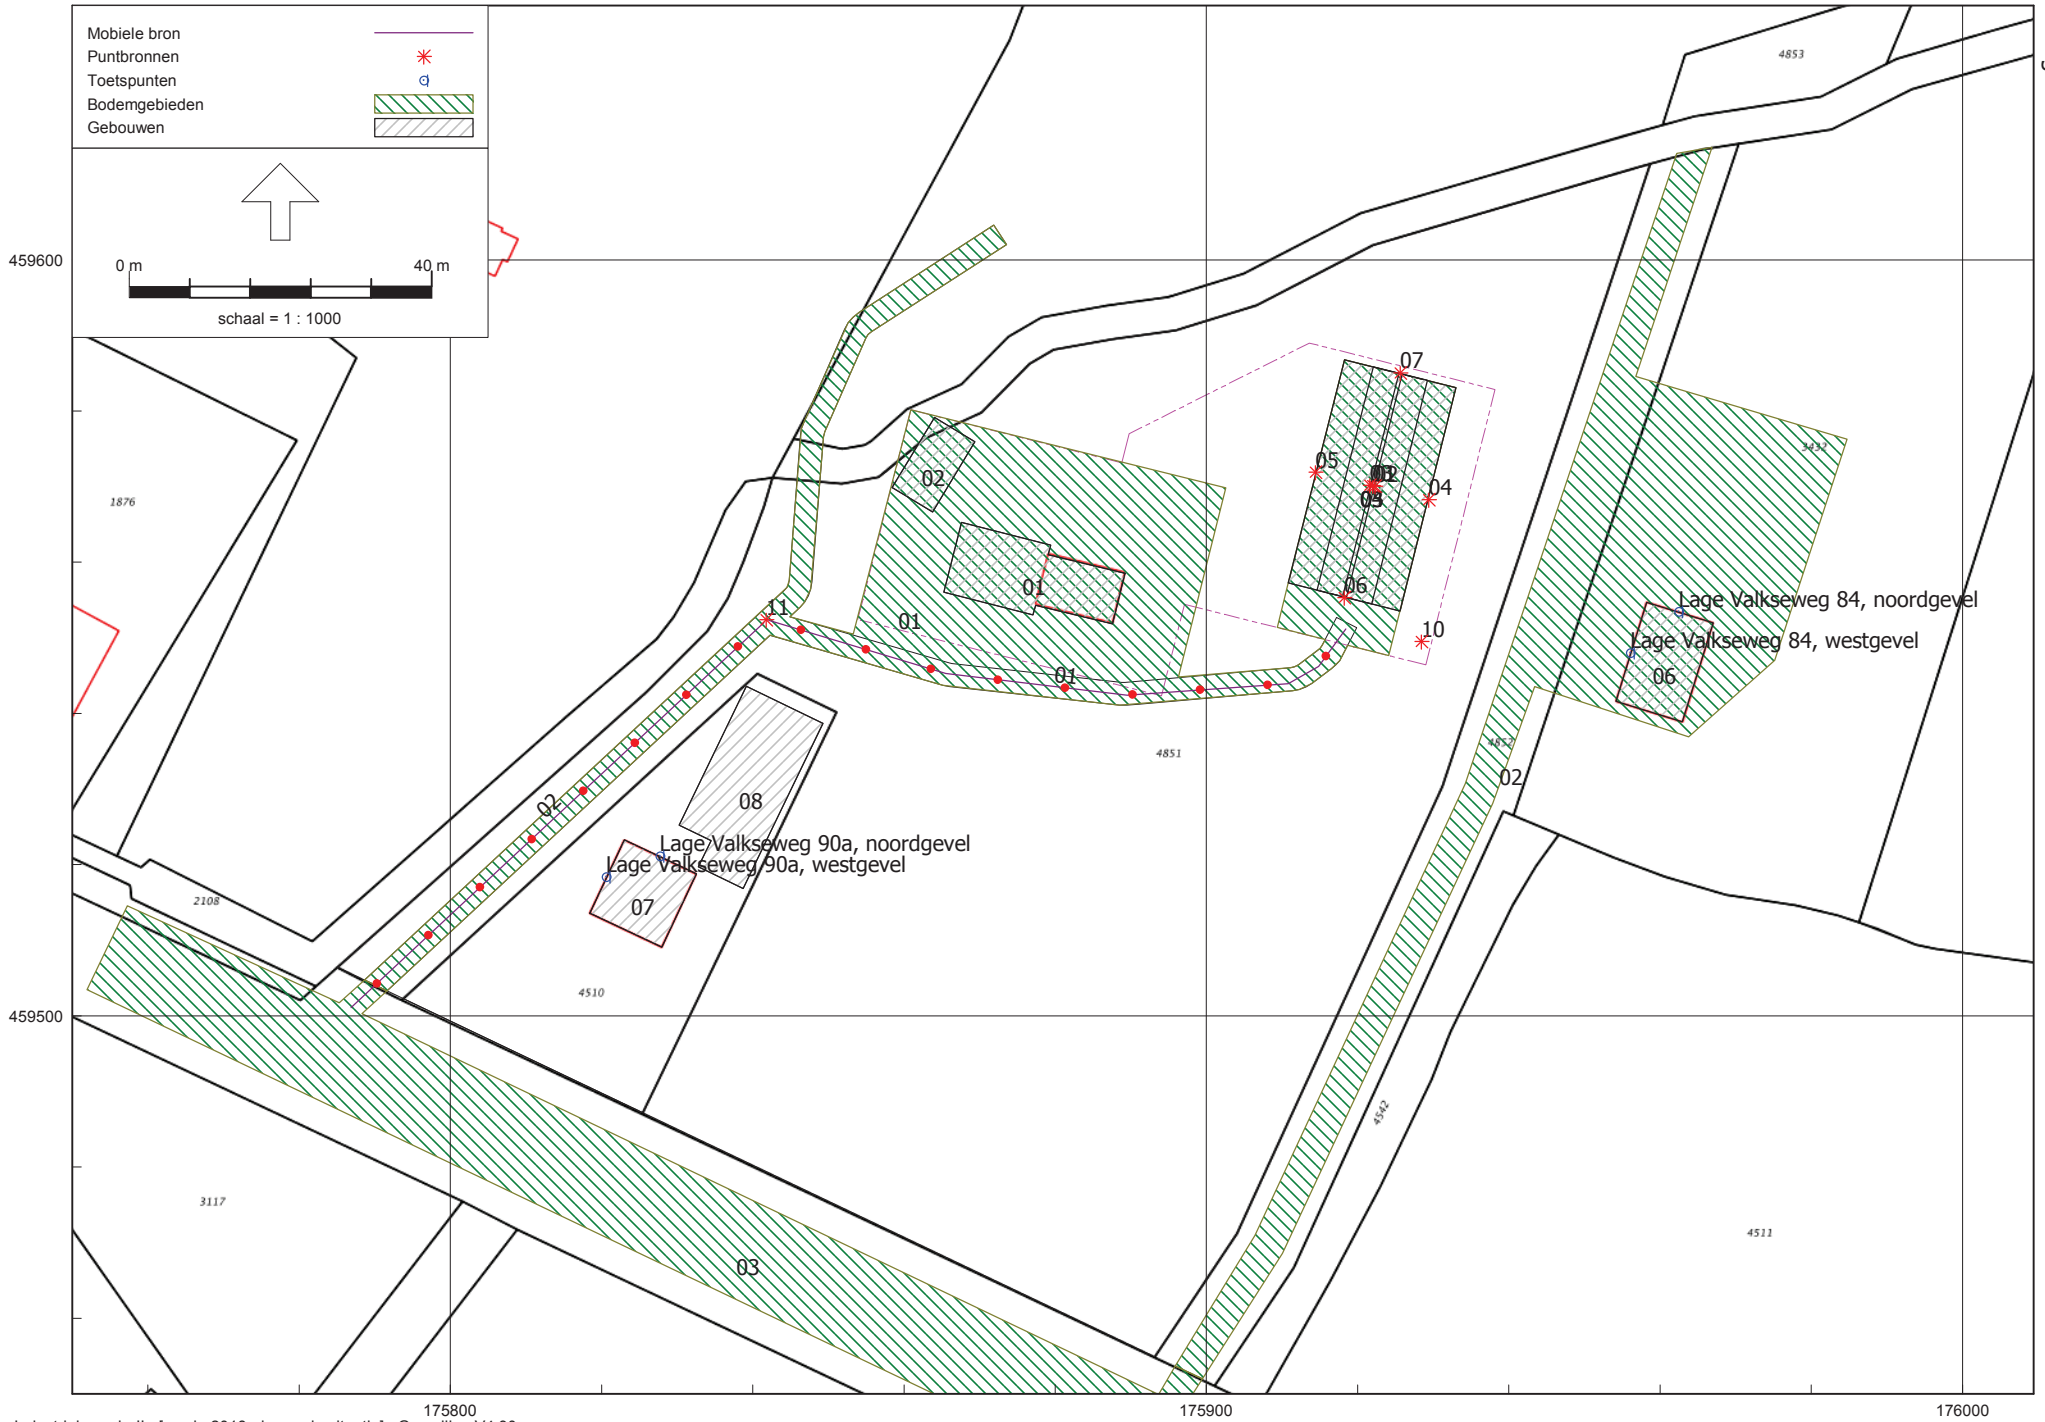 Mobiele bron
Puntbronnen
Toetspunten
Bodemgebieden
Gebouwen
0 m
40 m
schaal = 1 : 1000
4853
459600
07
05
02
04
3432
1876
02
06
01
11
01
10
Lage Valkseweg 84, noordgevel
Lage Valkseweg 84, westgevel
01
06
4851
4852
02
08
02
Lage Valkseweg 90a, noordgevel
Lage Valkseweg 90a, westgevel
2108
07
4510
459500
4542
3117
4511
03
175800
175900
176000